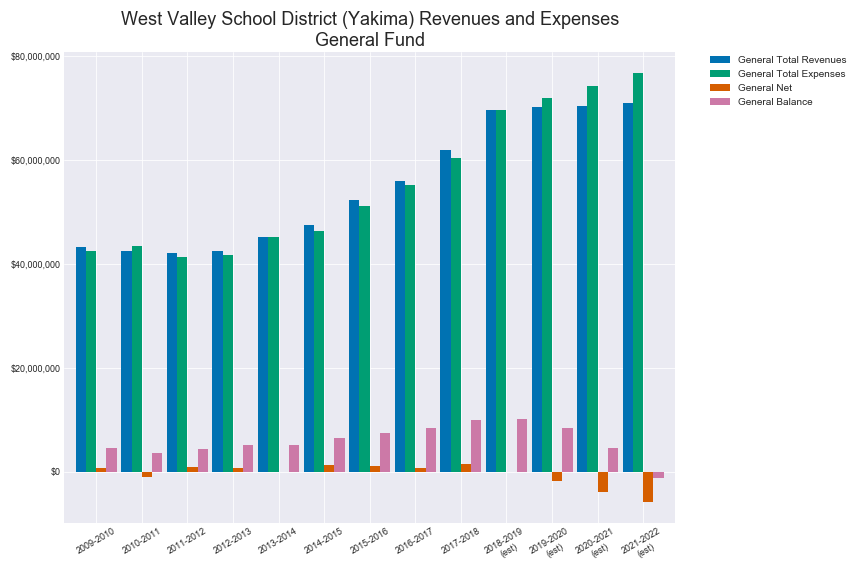 West Valley School District (Yakima) Revenues and Expenses
General Fund
$80,000,000
$60,000,000
$40,000,000
$20,000,000
$0
General Total Revenues
General Total Expenses
General Net
General Balance
2009-2010
2010-2011
2011-2012
2012-2013
2013-2014
2014-2015
2015-2016
2016-2017
2017-2018
2018-2019
(est)
2019-2020
(est)
2020-2021
(est)
2021-2022
(est)